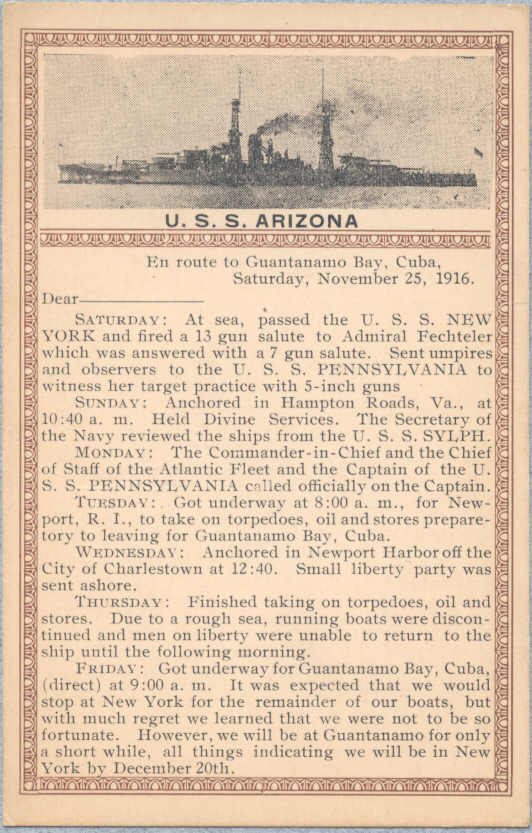 U. S. S. ARIZONA
En route to Guantanamo Bay, Cuba,
Saturday, November 25, 1916.
Dear
SATURDAY: At sea, passed the U. S. S. NEW
YORK and fired a 13 gun salute to Admiral Fechteler
which was answered with a 7 gun salute. Sent umpires
and observers to the U. S. S. PENNSYLVANIA to
witness her target practice with 5-inch guns
SUNDAY: Anchored in Hampton Roads, Va., at
10:40 a. m. Held Divine Services. The Secretary of
the Navy reviewed the ships from the U. S. S. SYLPH.
MONDAY: The Commander-in-Chief and the Chief
of Staff of the Atlantic Fleet and the Captain of the U.
S. S. PENNSYLVANIA called officially on the Captain.
TUESDAY: Got underway at 8:00 a. m., for New-
port, R. I., to take on torpedoes, oil and stores prepare-
tory to leaving for Guantanamo Bay, Cuba.
WEDNESDAY: Anchored in Newport Harbor off the
City of Charlestown at 12:40. Small liberty party was
sent ashore.
THURSDAY: Finished taking on torpedoes, oil and
stores. Due to a rough sea, running boats were discon-
tinued and men on liberty were unable to return to the
ship until the following morning.
FRIDAY: Got underway for Guantanamo Bay, Cuba,
(direct) at 9:00 a. m. It was expected that we would
stop at New York for the remainder of our boats, but
with much regret we learned that we were not to be so
fortunate. However, we will be at Guantanamo for only
a short while, all things indicating we will be in New
York by December 20th.